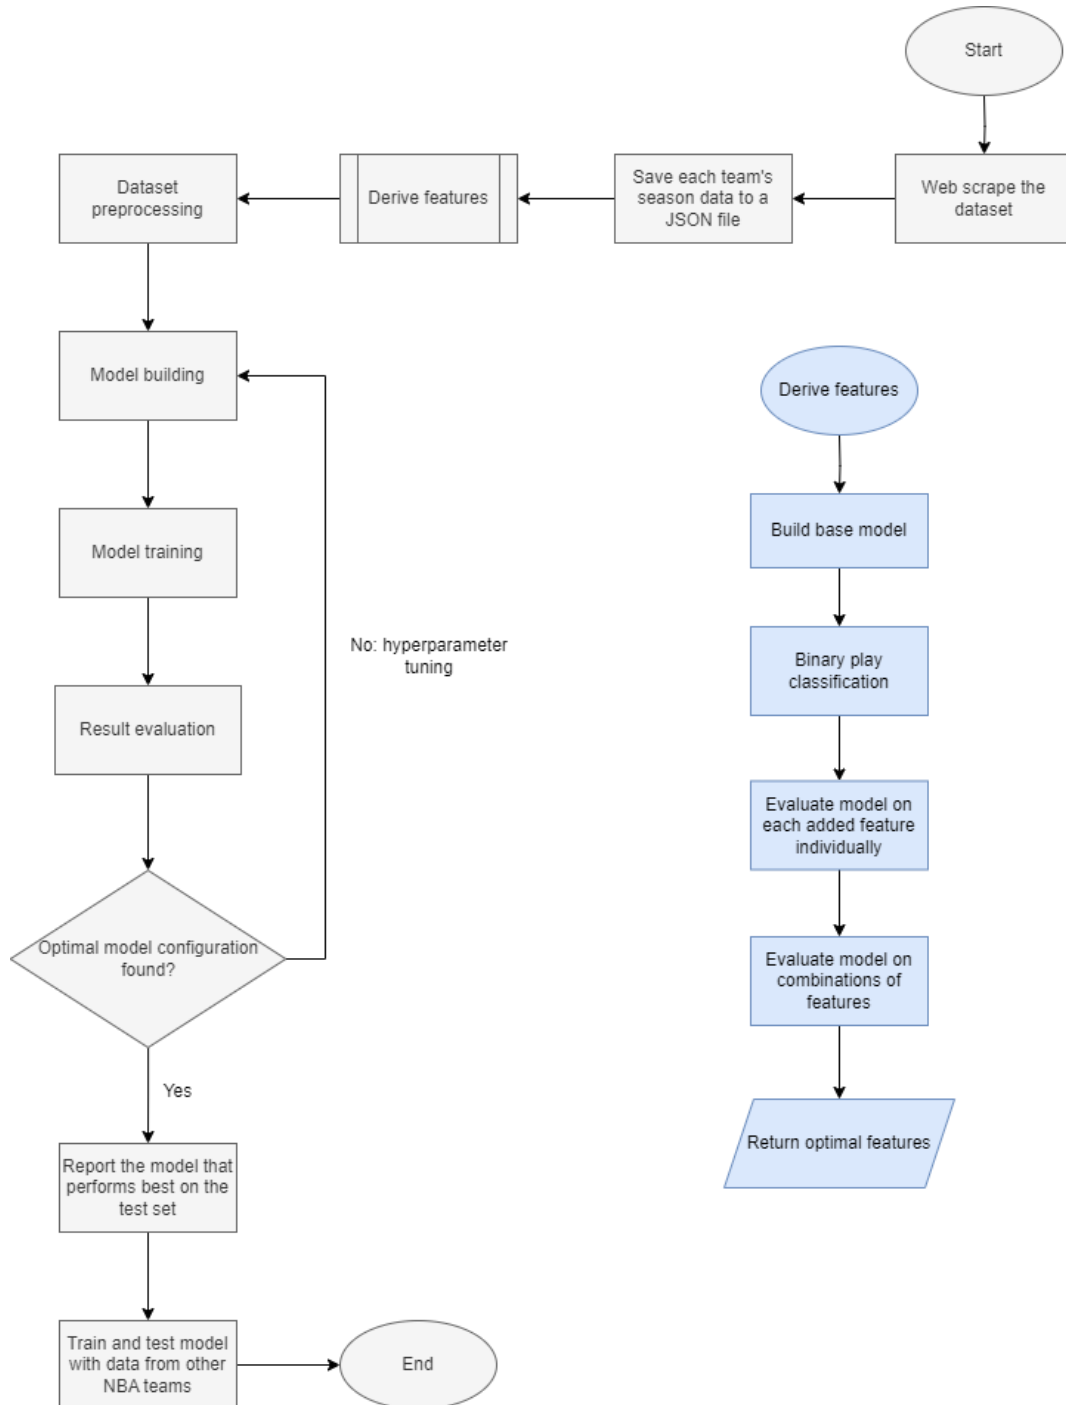 Start
Web scrape the
dataset
Save each team's
season data to a
JSON file
Derive features
Dataset
preprocessing
Model building
Model training
Result evaluation
Optimal model configuration
found?
No: hyperparameter
tuning
Yes
Report the model that
performs best on the
test set
Train and test model
with data from other
NBA teams
End
Derive features
Build base model
Binary play
classification
Evaluate model on
each added feature
individually
Evaluate model on
combinations of
features
Return optimal features